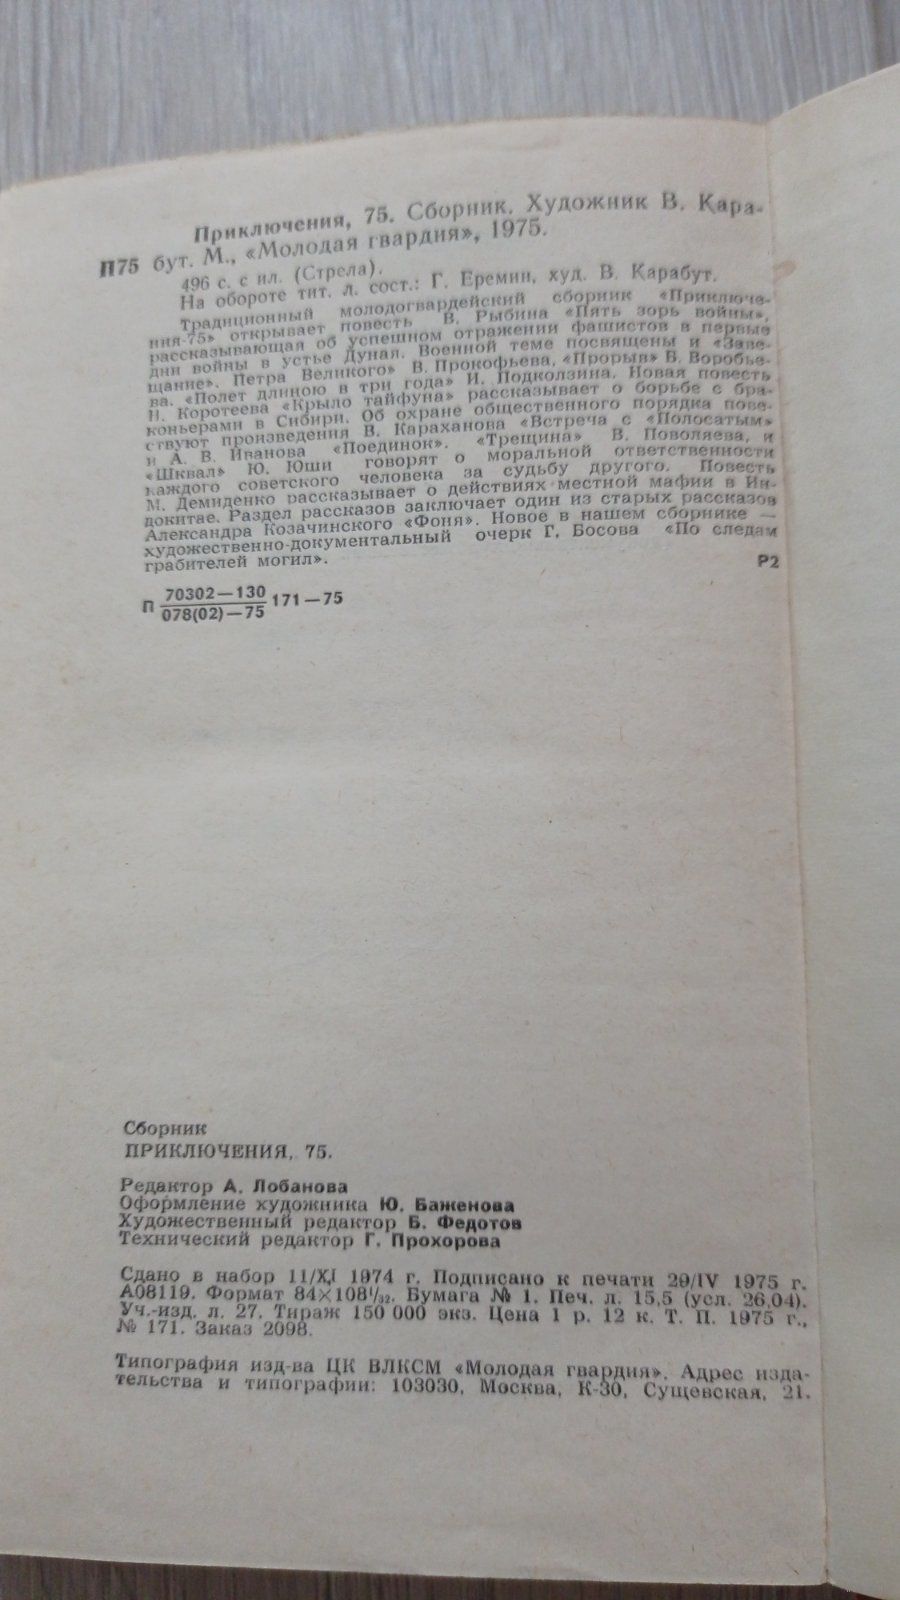 Приключения, 75. Сборник. Художник В. Кара-
П75 бут. М., «Молодая гвардия», 1975.
496 с. с ил. (Стрела).
На обороте тит. л. сост.: Г. Еремин, худ. В. Карабут.
Традиционный молодогвардейский сборник «Приключе-
ния-75» открывает повесть В. Рыбина «Пять зорь войны»,
рассказывающая об успешном отражении фашистов в первые
дни войны в устье Дуная. Военной теме посвящены и «Заве-
щание». Петра Великого» В. Прокофьева, «Прорыв» В. Воробье-
ва. «Полет длиною в три года» И. Подколзина. Новая повесть
Н. Коротеева «Крыло тайфуна» рассказывает о борьбе с бра-
коньерами в Сибири. Об охране общественного порядка пове-
ствуют произведения В. Караханова «Встреча с «Полосатым»
и А. В. Иванова «Поединок». «Трещина» В. Поволяева, и
«Шквал» Ю. Юши говорят о моральной ответственности
каждого советского человека за судьбу другого. Повесть
М. Демиденко рассказывает о действиях местной мафии в Ин-
докитае. Раздел рассказов заключает один из старых рассказов
Александра Козачинского «Фоня». Новое в нашем сборнике —
художественно-документальный очерк Г. Босова «По следам
грабителей могил».
Р2
П 70302—130
078(02)—75 171—75
Сборник
ПРИКЛЮЧЕНИЯ, 75.
Редактор А. Лобанова
Оформление художника Ю. Баженова
Художественный редактор Б. Федотов
Технический редактор Г. Прохорова
Сдано в набор 11/XI 1974 г. Подписано к печати 29/IV 1975 г.
А08119. Формат 84×108¹/₃₂. Бумага № 1. Печ. л. 15,5 (усл. 26,04).
Уч.-изд. л. 27. Тираж 150 000 экз. Цена 1 р. 12 к. Т. П. 1975 г.,
№ 171. Заказ 2098.
Типография изд-ва ЦК ВЛКСМ «Молодая гвардия». Адрес изда-
тельства и типографии: 103030, Москва, К-30, Сущевская, 21.